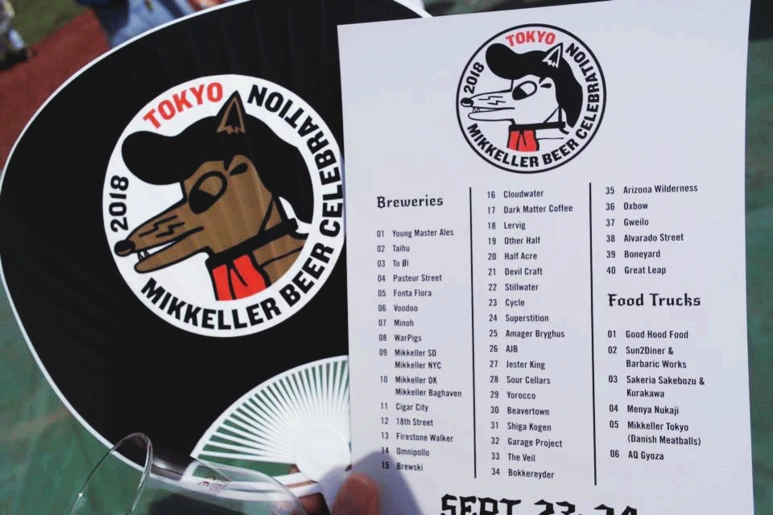 2018 TOKYO
MIKKELLER BEER CELEBRATION
2018 TOKYO
MIKKELLER BEER CELEBRATION
Breweries
01 Young Master Ales
02 Taihu
03 To Øl
04 Pasteur Street
05 Fonta Flora
06 Voodoo
07 Minoh
08 WarPigs
09 Mikkeller SD
Mikkeller NYC
10 Mikkeller DK
Mikkeller Baghaven
11 Cigar City
12 18th Street
13 Firestone Walker
14 Omnipollo
15 Brewski
16 Cloudwater
17 Dark Matter Coffee
18 Lervig
19 Other Half
20 Half Acre
21 Devil Craft
22 Stillwater
23 Cycle
24 Superstition
25 Amager Bryghus
26 AJB
27 Jester King
28 Sour Cellars
29 Yorocco
30 Beavertown
31 Shiga Kogen
32 Garage Project
33 The Veil
34 Bokkereyder
35 Arizona Wilderness
36 Oxbow
37 Gweilo
38 Alvarado Street
39 Boneyard
40 Great Leap
Food Trucks
01 Good Hood Food
02 Sun2Diner &
Barbaric Works
03 Sakeria Sakebozu &
Kurakawa
04 Menya Nukaji
05 Mikkeller Tokyo
(Danish Meatballs)
06 AQ Gyoza
SEPT 23-24